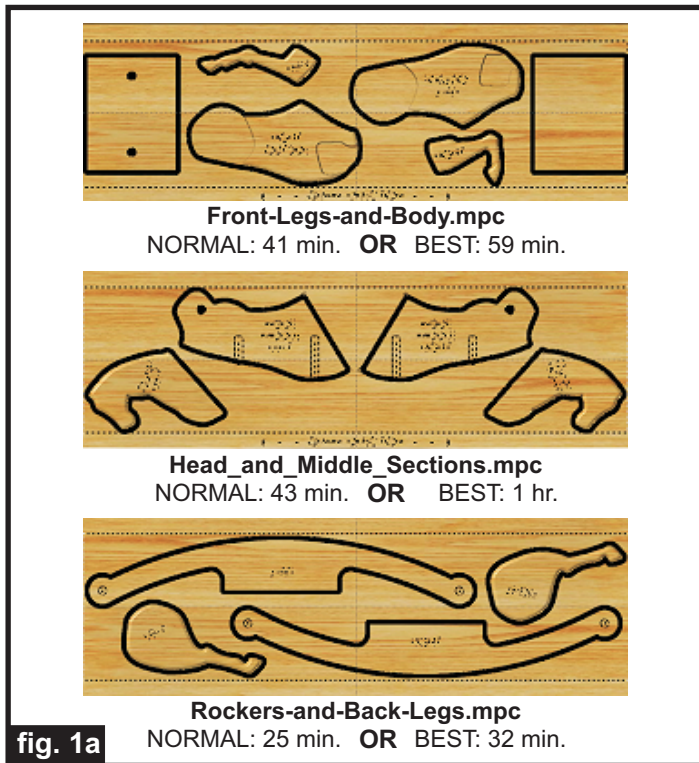 Front-Legs-and-Body.mpc
NORMAL: 41 min. OR BEST: 59 min.
Head_and_Middle_Sections.mpc
NORMAL: 43 min. OR BEST: 1 hr.
Rockers-and-Back-Legs.mpc
fig. 1a
NORMAL: 25 min. OR BEST: 32 min.